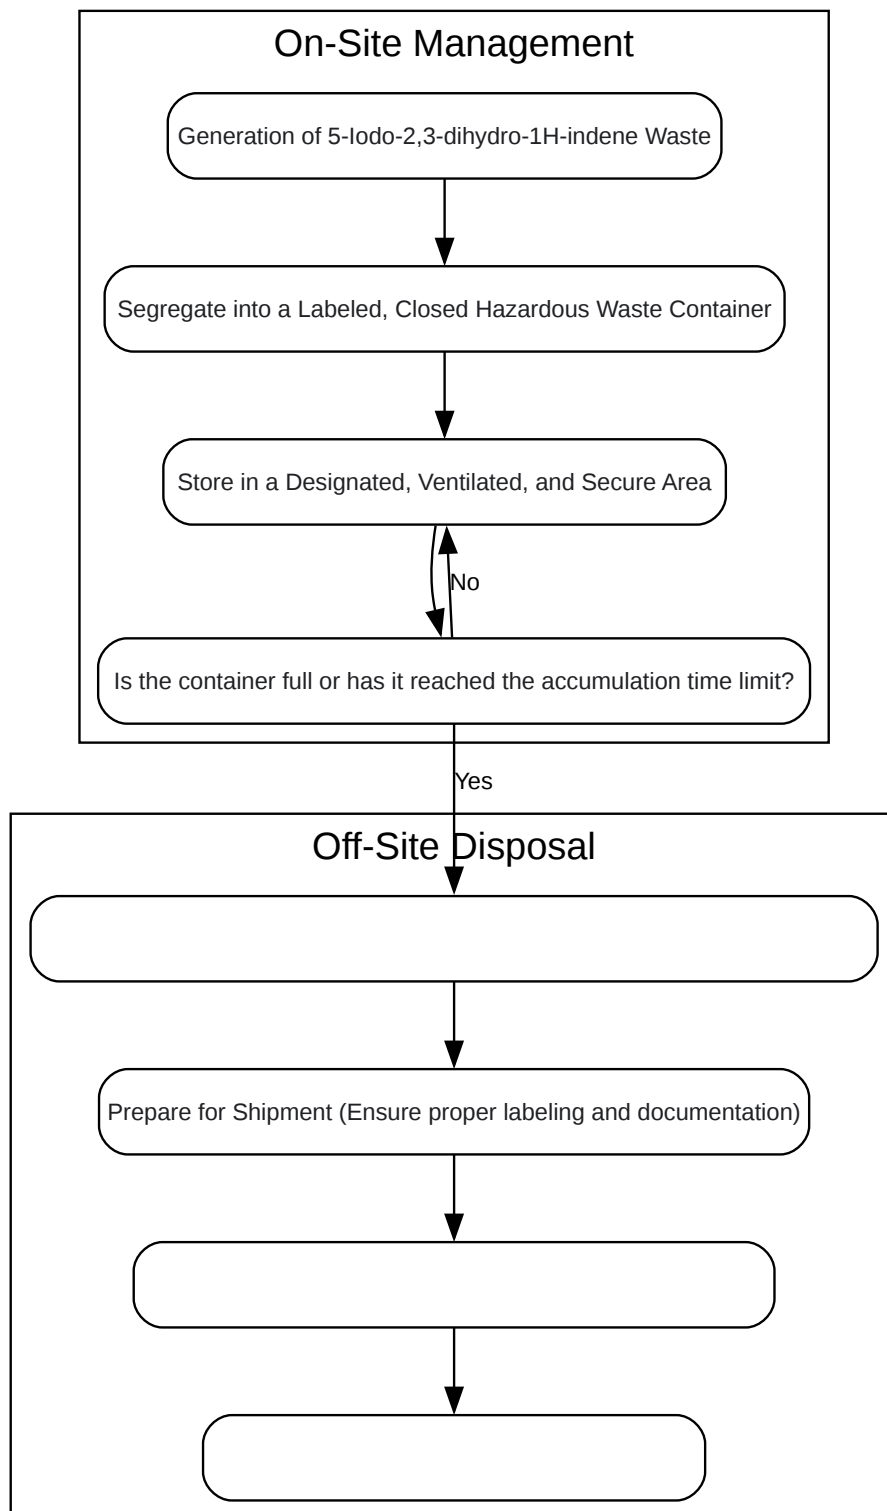 On-Site Management
Generation of 5-Iodo-2,3-dihydro-1H-indene Waste
Segregate into a Labeled, Closed Hazardous Waste Container
Store in a Designated, Ventilated, and Secure Area
No
Is the container full or has it reached the accumulation time limit?
Yes
Off-Site Disposal
Prepare for Shipment (Ensure proper labeling and documentation)